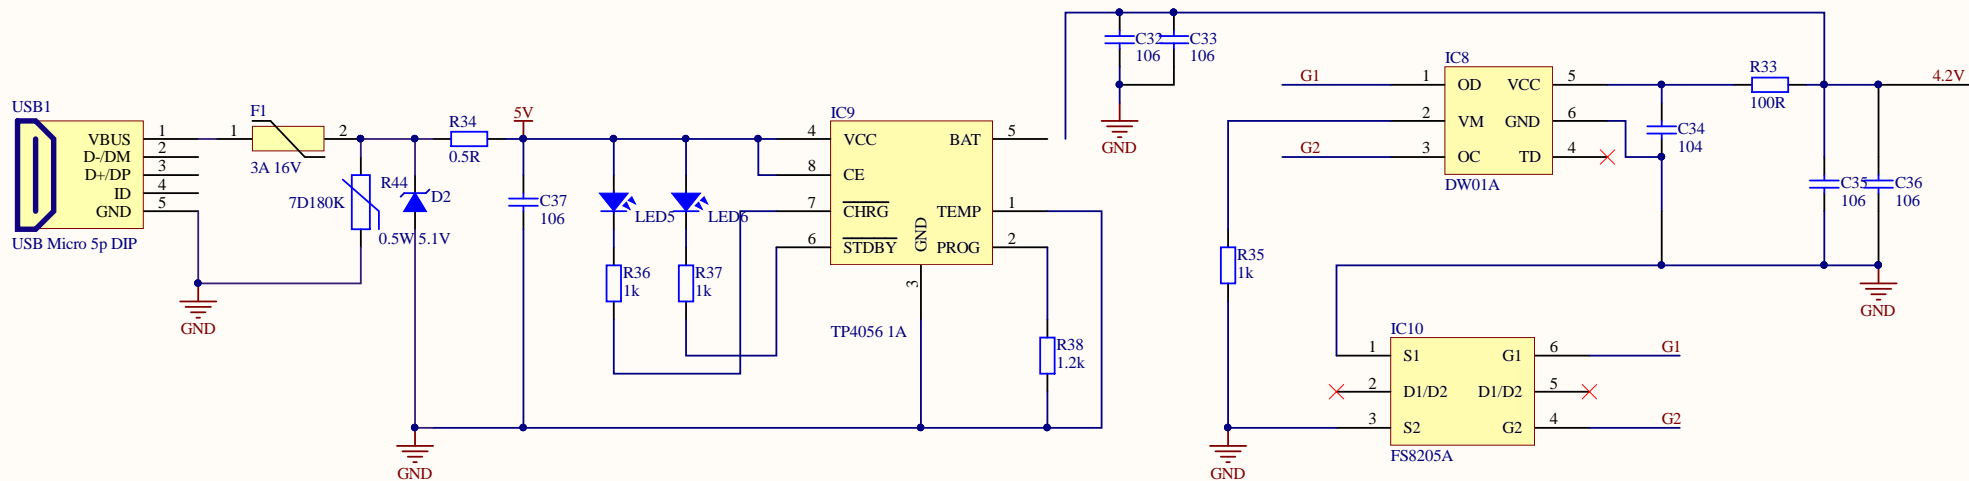 USB1
VBUS
D-/DM
D+/DP
ID
GND
1
2
3
4
5
USB Micro 5p DIP
GND
F1
1
2
3A 16V
R44
7D180K
D2
0.5W 5.1V
GND
R34
0.5R
5V
C37
106
LED5
LED6
R36
1k
R37
1k
IC9
4
VCC
BAT
5
8
CE
7
CHRG
TEMP
1
6
STDBY
GND
PROG
2
3
TP4056 1A
R38
1.2k
C32
106
C33
106
GND
IC8
G1
1
OD
VCC
5
2
VM
GND
6
G2
3
OC
TD
4
DW01A
R33
100R
4.2V
C34
104
C35
106
C36
106
GND
R35
1k
GND
IC10
1
S1
G1
6
G1
2
D1/D2
D1/D2
5
3
S2
G2
4
G2
FS8205A